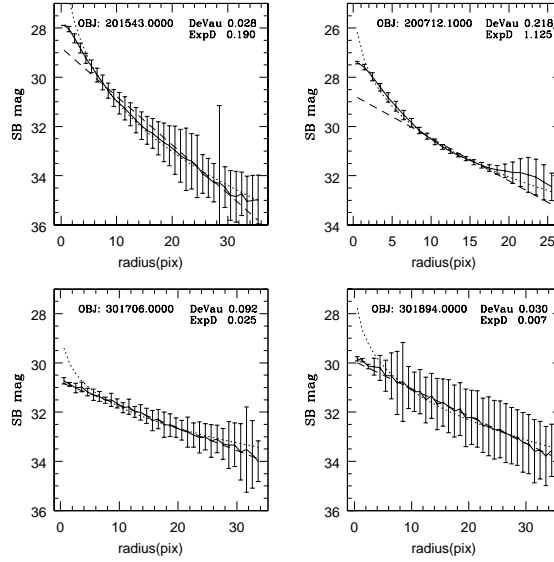 OBJ: 201543.0000 DeVau 0.028
ExpD 0.190
28
30
32
34
36
SB mag
0 10 20 30
radius(pix)
OBJ: 200712.1000 DeVau 0.218
ExpD 1.125
26
28
30
32
34
SB mag
0 5 10 15 20 25
radius(pix)
OBJ: 301706.0000 DeVau 0.092
ExpD 0.025
28
30
32
34
36
SB mag
0 10 20 30
radius(pix)
OBJ: 301894.0000 DeVau 0.030
ExpD 0.007
28
30
32
34
36
SB mag
0 10 20 30
radius(pix)